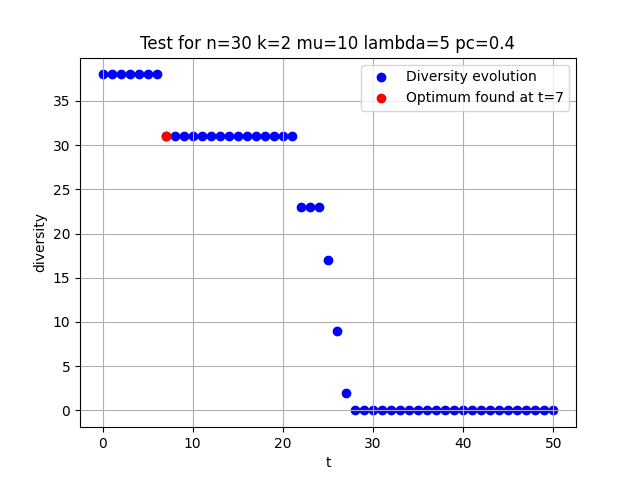 Test for n=30 k=2 mu=10 lambda=5 pc=0.4
Diversity evolution
Optimum found at t=7
diversity
35
30
25
20
15
10
5
0
0 10 20 30 40 50
t